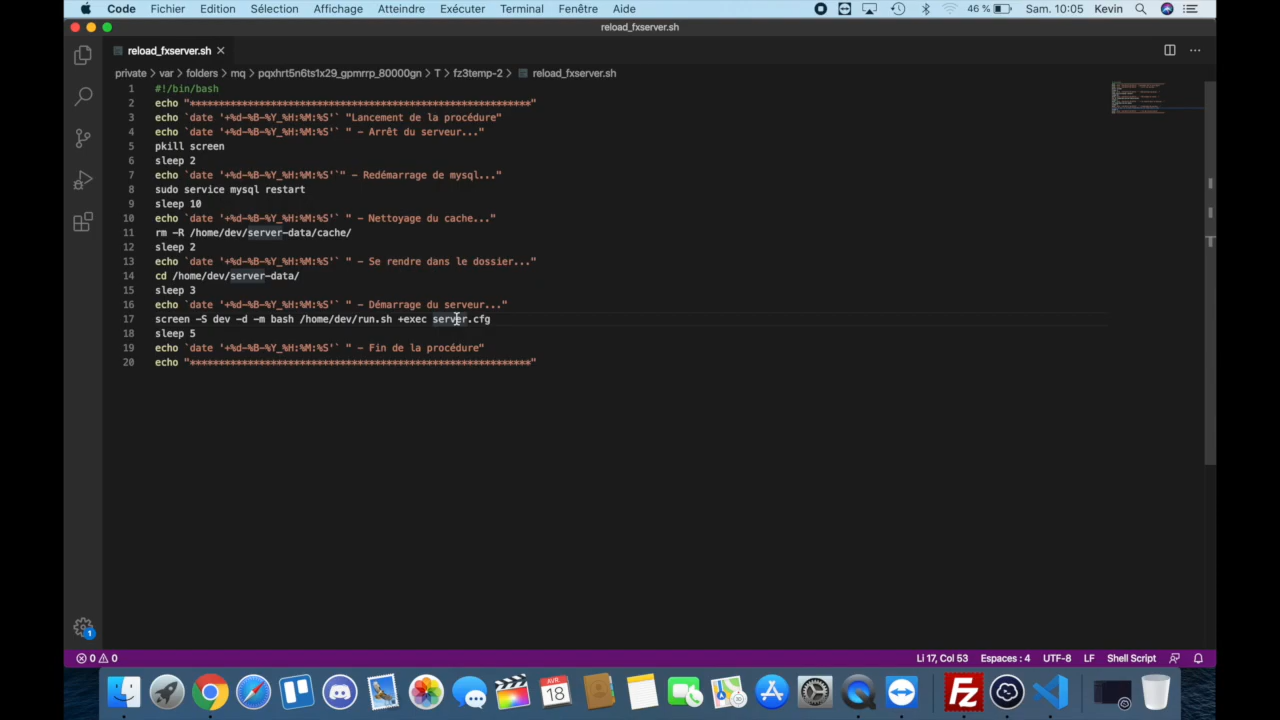 Code Fichier Edition Sélection Affichage Atteindre Exécuter Terminal Fenêtre Aide 46 % Sam. 10:05 Kevin
reload_fxserver.sh
reload_fxserver.sh
private > var > folders > mq > pqxhrt5n6ts1x29_gpmrrp_80000gn > T > fz3temp-2 > reload_fxserver.sh
1 #!/bin/bash
2 echo "***********************************************************"
3 echo `date '+%d-%B-%Y_%H:%M:%S'` "Lancement de la procédure"
4 echo `date '+%d-%B-%Y_%H:%M:%S'` " - Arrêt du serveur..."
5 pkill screen
6 sleep 2
7 echo `date '+%d-%B-%Y_%H:%M:%S'`" - Redémarrage de mysql..."
8 sudo service mysql restart
9 sleep 10
10 echo `date '+%d-%B-%Y_%H:%M:%S'` " - Nettoyage du cache..."
11 rm -R /home/dev/server-data/cache/
12 sleep 2
13 echo `date '+%d-%B-%Y_%H:%M:%S'` " - Se rendre dans le dossier..."
14 cd /home/dev/server-data/
15 sleep 3
16 echo `date '+%d-%B-%Y_%H:%M:%S'` " - Démarrage du serveur..."
17 screen -S dev -d -m bash /home/dev/run.sh +exec server.cfg
18 sleep 5
19 echo `date '+%d-%B-%Y_%H:%M:%S'` " - Fin de la procédure"
20 echo "***********************************************************"
1
0 0 Li 17, Col 53 Espaces : 4 UTF-8 LF Shell Script
AVR
18
Fz